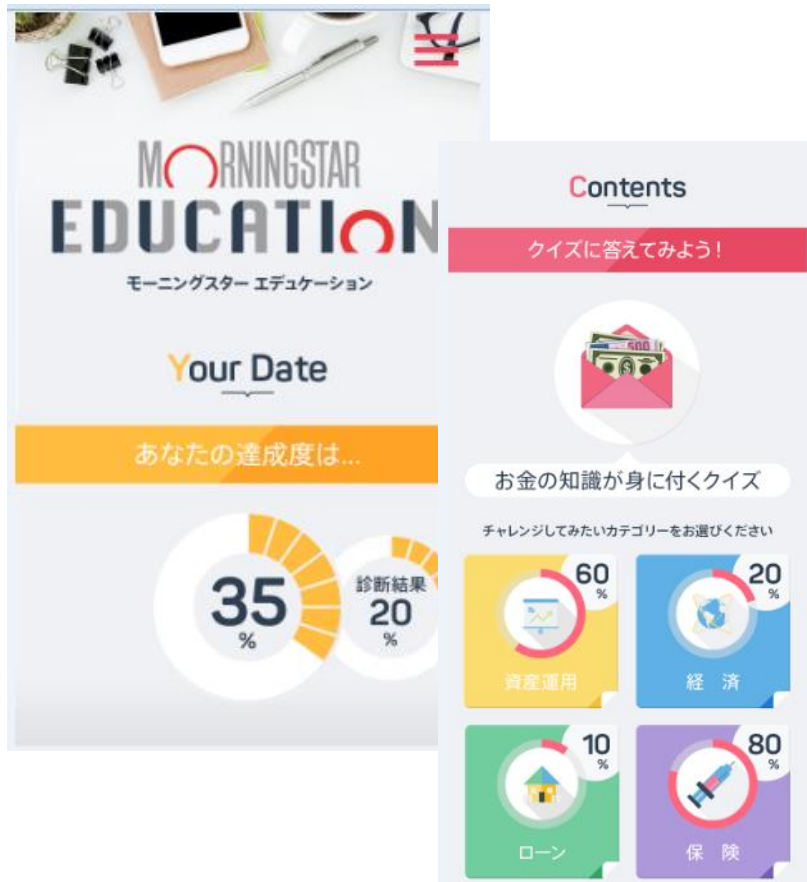 MORNINGSTAR
EDUCATION
モーニングスター エデュケーション
Your Date
あなたの達成度は...
35
%
診断結果
20
%
Contents
クイズに答えてみよう!
500
お金の知識が身に付くクイズ
チャレンジしてみたいカテゴリーをお選びください
60
%
資産運用
20
%
経 済
10
%
ローン
80
%
保 険